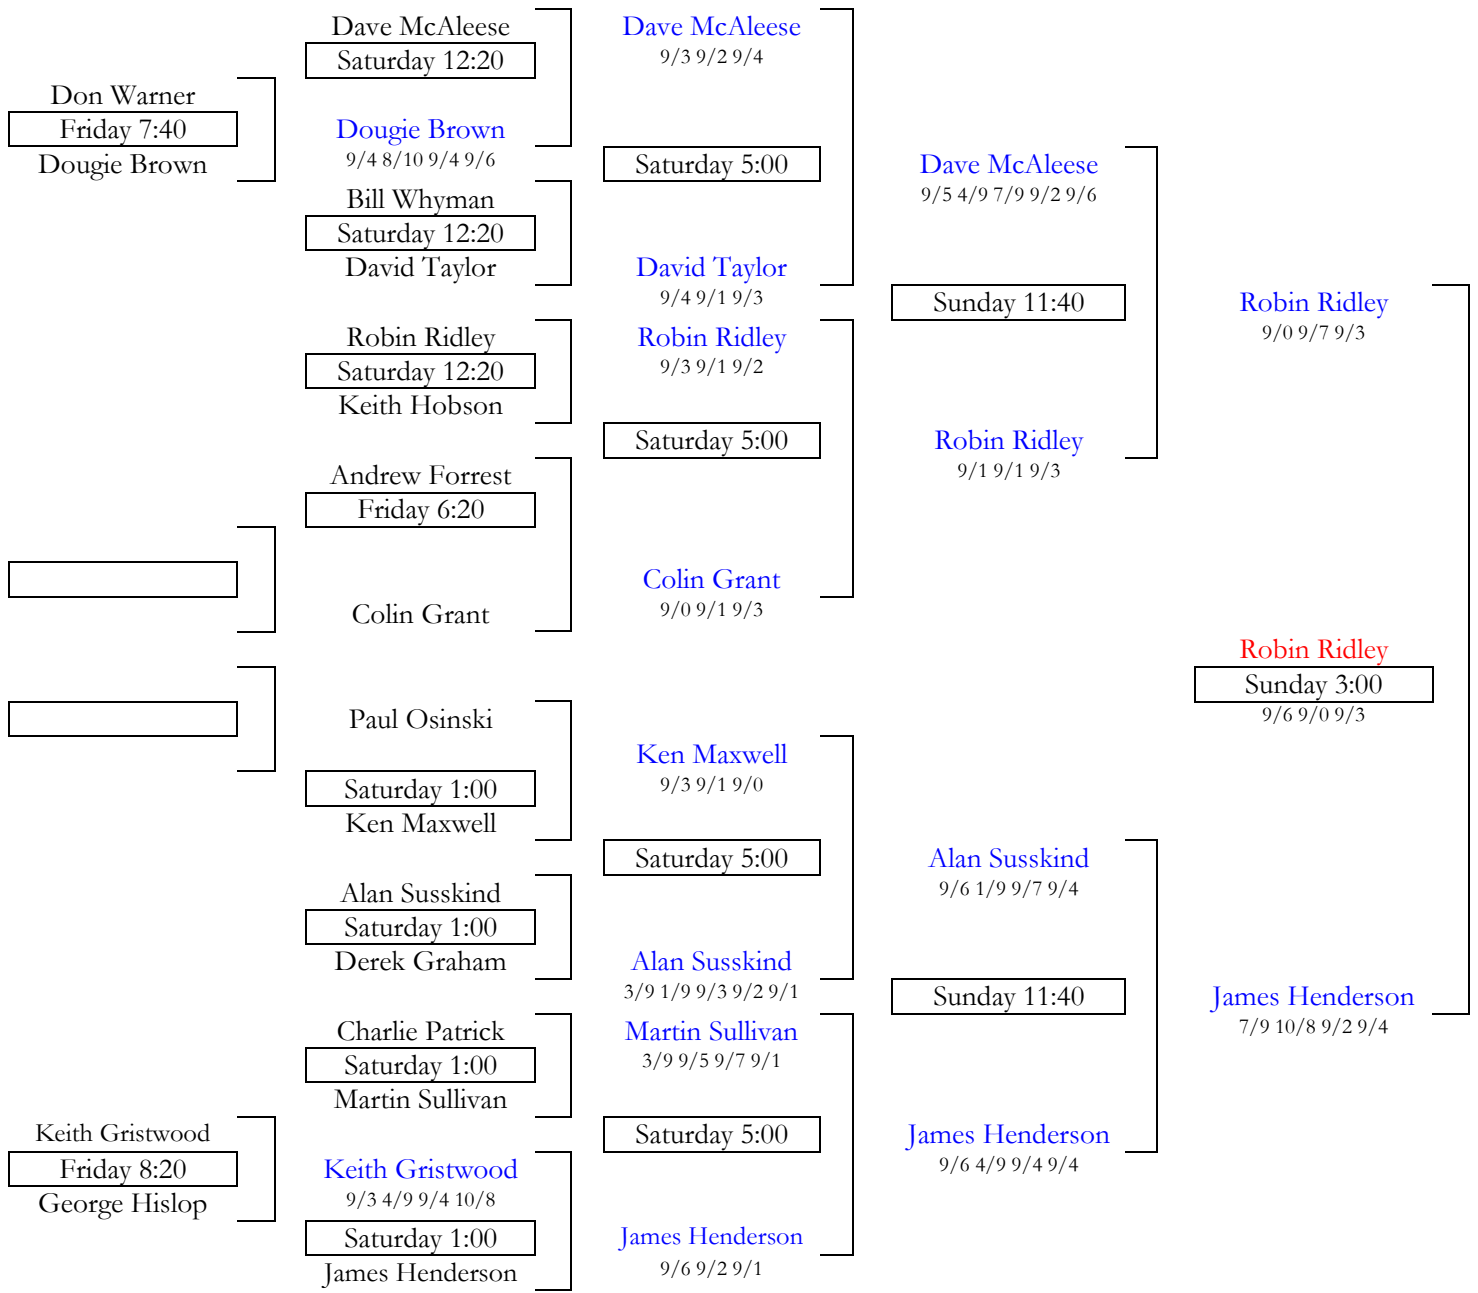 Don Warner
Friday 7:40
Dougie Brown
Keith Gristwood
Friday 8:20
George Hislop
Dave McAleese
Saturday 12:20
Dougie Brown
9/4 8/10 9/4 9/6
Bill Whyman
Saturday 12:20
David Taylor
Robin Ridley
Saturday 12:20
Keith Hobson
Andrew Forrest
Friday 6:20
Colin Grant
Paul Osinski
Saturday 1:00
Ken Maxwell
Alan Susskind
Saturday 1:00
Derek Graham
Charlie Patrick
Saturday 1:00
Martin Sullivan
Keith Gristwood
9/3 4/9 9/4 10/8
Saturday 1:00
James Henderson
Dave McAleese
9/3 9/2 9/4
Saturday 5:00
David Taylor
9/4 9/1 9/3
Robin Ridley
9/3 9/1 9/2
Saturday 5:00
Colin Grant
9/0 9/1 9/3
Ken Maxwell
9/3 9/1 9/0
Saturday 5:00
Alan Susskind
3/9 1/9 9/3 9/2 9/1
Martin Sullivan
3/9 9/5 9/7 9/1
Saturday 5:00
James Henderson
9/6 9/2 9/1
Dave McAleese
9/5 4/9 7/9 9/2 9/6
Sunday 11:40
Robin Ridley
9/1 9/1 9/3
Alan Susskind
9/6 1/9 9/7 9/4
Sunday 11:40
James Henderson
9/6 4/9 9/4 9/4
Robin Ridley
9/0 9/7 9/3
Robin Ridley
Sunday 3:00
9/6 9/0 9/3
James Henderson
7/9 10/8 9/2 9/4